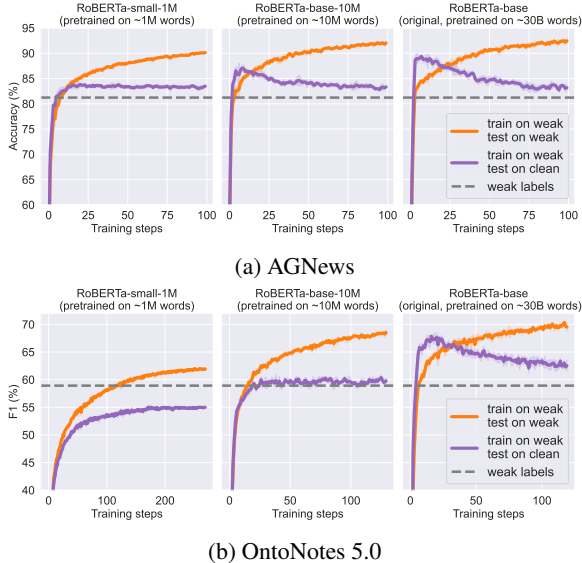 RoBERTa-small-1M
(pretrained on ~1M words)
RoBERTa-base-10M
(pretrained on ~10M words)
RoBERTa-base
(original, pretrained on ~30B words)
95
90
85
80
75
70
65
60
Accuracy (%)
0 25 50 75 100
0 25 50 75 100
0 25 50 75 100
Training steps
Training steps
Training steps
train on weak
test on weak
train on weak
test on clean
weak labels
(a) AGNews
RoBERTa-small-1M
(pretrained on ~1M words)
RoBERTa-base-10M
(pretrained on ~10M words)
RoBERTa-base
(original, pretrained on ~30B words)
70
65
60
55
50
45
40
F1 (%)
0 100 200
0 50 100
0 50 100
Training steps
Training steps
Training steps
train on weak
test on weak
train on weak
test on clean
weak labels
(b) OntoNotes 5.0